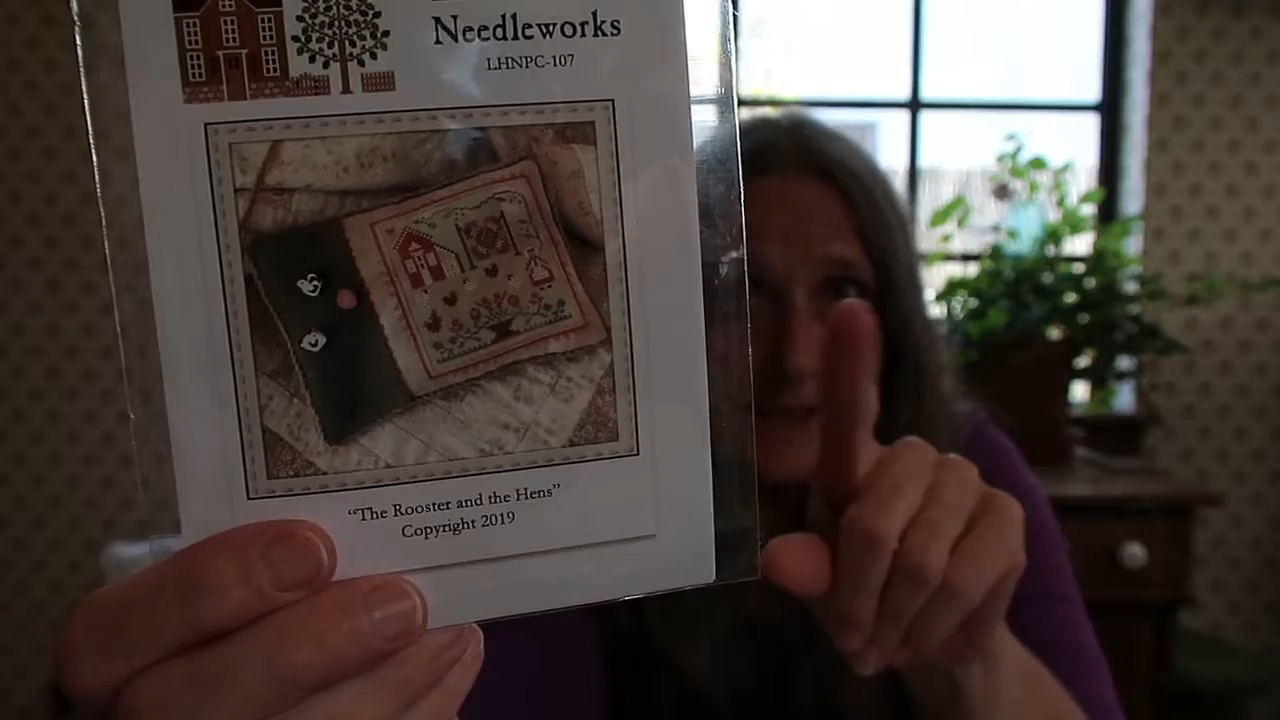 Needleworks
LHNPC-107
“The Rooster and the Hens”
Copyright 2019